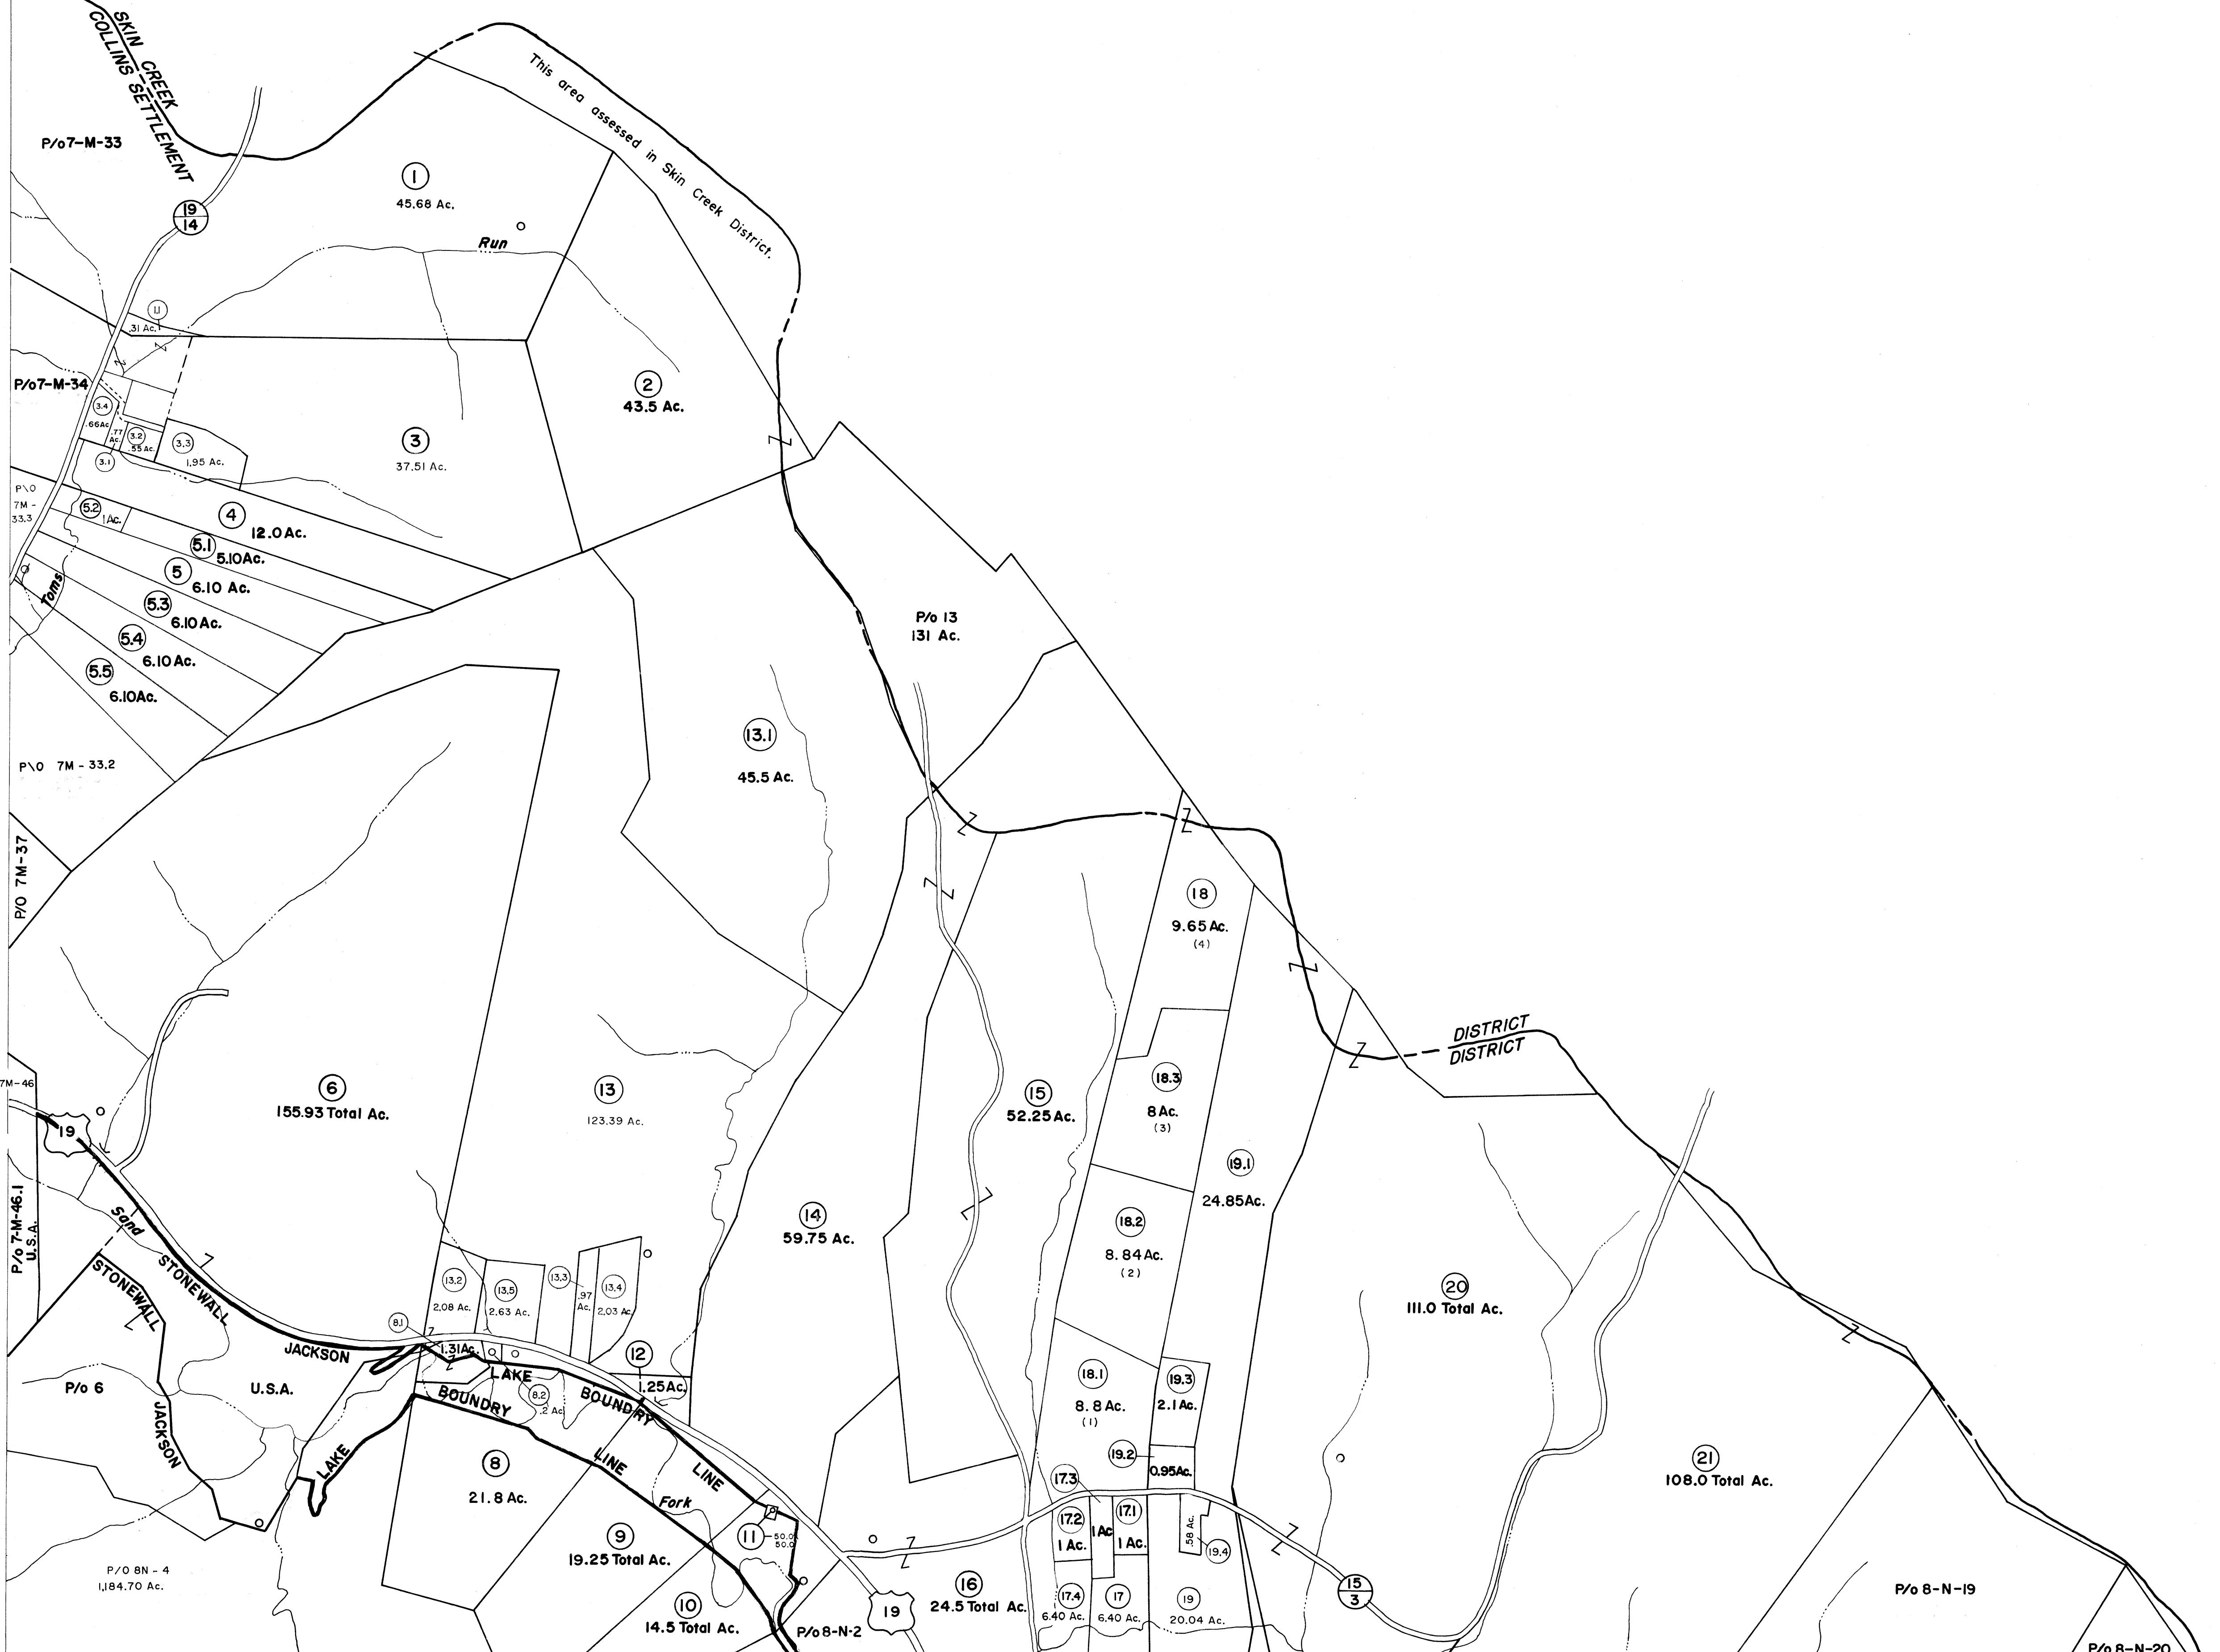 SKIN CREEK
COLLINS SETTLEMENT
P/o7-M-33
19
14
1
45.68 Ac.
Run
This area assessed in Skin Creek District.
1.1
.31 Ac.
P/o7-M-34
2
43.5 Ac.
3
37.51 Ac.
3.4
.66Ac
.77
Ac.
3.1
3.2
.55 Ac.
3.3
1.95 Ac.
P\O
7M-
33.3
5.2
1Ac.
4
12.0 Ac.
5.1
5.10Ac.
5
6.10 Ac.
5.3
6.10Ac.
5.4
6.10Ac.
5.5
6.10Ac.
Toms
P/o 13
131 Ac.
13.1
45.5 Ac.
P\O 7M-33.2
P/O 7M-37
18
9.65 Ac.
(4)
DISTRICT
DISTRICT
7M-46
19
6
155.93 Total Ac.
13
123.39 Ac.
15
52.25Ac.
18.3
8Ac.
(3)
19.1
24.85Ac.
P/o 7-M-46.1
U.S.A.
Sand
STONEWALL
JACKSON
LAKE
BOUNDRY
LINE
STONEWALL
JACKSON
LAKE
BOUNDRY
LINE
14
59.75 Ac.
18.2
8.84Ac.
(2)
20
111.0 Total Ac.
13.2
2.08 Ac.
13.5
2.63 Ac.
13.3
.97
Ac.
13.4
2.03 Ac.
8.1
1.31Ac.
8.2
.2 Ac
12
1.25Ac.
P/o 6
U.S.A.
18.1
8.8 Ac.
(1)
19.3
2.1Ac.
19.2
0.95Ac.
8
21.8 Ac.
Fork
21
108.0 Total Ac.
17.3
1Ac
17.2
1 Ac.
17.1
1 Ac.
.58 Ac.
19.4
11
50.0
50.0
9
19.25 Total Ac.
P/O 8N-4
1,184.70 Ac.
10
14.5 Total Ac.
P/o8-N-2
19
16
24.5 Total Ac.
17.4
6.40 Ac.
17
6.40 Ac.
19
20.04 Ac.
15
3
P/o 8-N-19
P/o 8-N-20